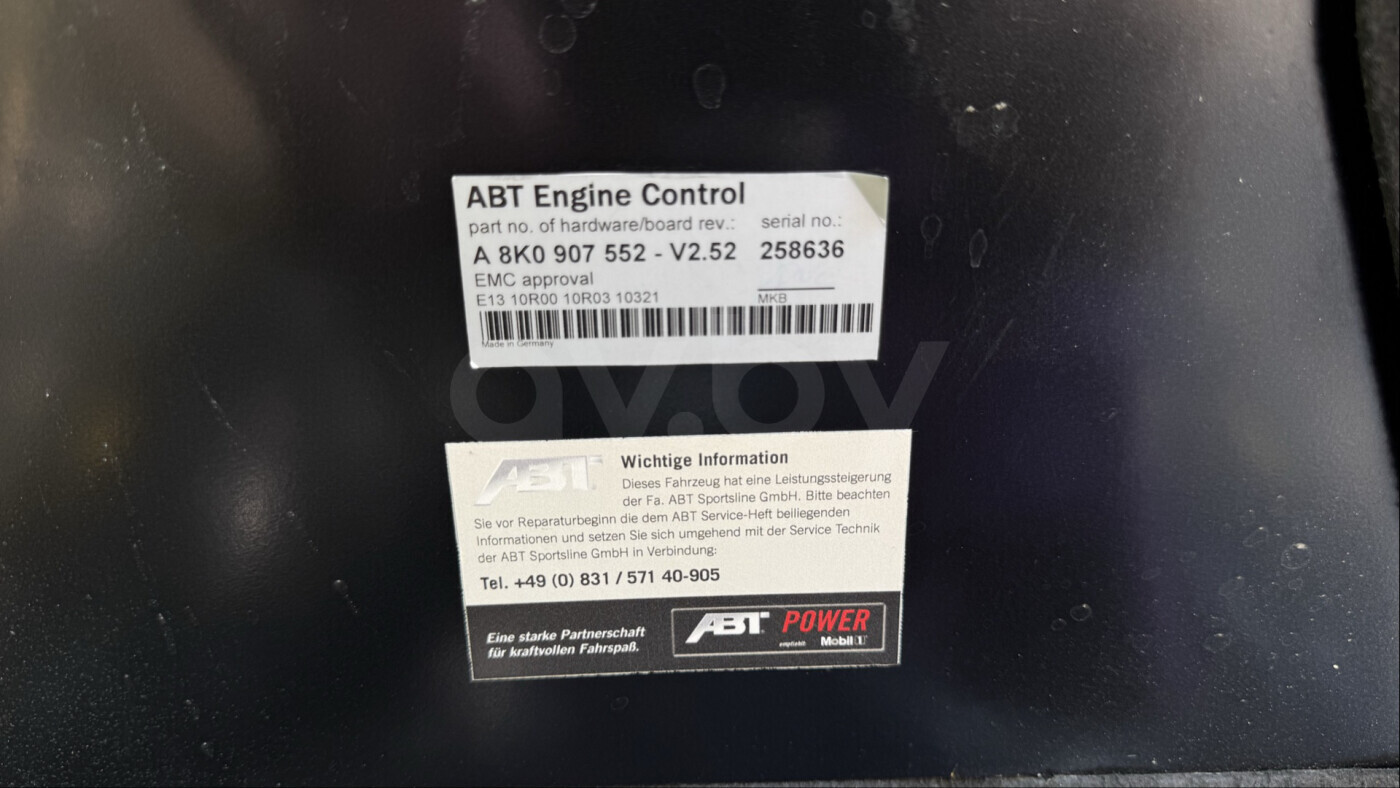 ABT Engine Control
part no. of hardware/board rev.: serial no.:
A 8K0 907 552 - V2.52 258636
EMC approval
E13 10R00 10R03 10321 MKB
Made in Germany
av.by
ABT Wichtige Information
Dieses Fahrzeug hat eine Leistungssteigerung
der Fa. ABT Sportsline GmbH. Bitte beachten
Sie vor Reparaturbeginn die dem ABT Service-Heft beiliegenden
Informationen und setzen Sie sich umgehend mit der Service Technik
der ABT Sportsline GmbH in Verbindung:
Tel. +49 (0) 831 / 571 40-905
Eine starke Partnerschaft
für kraftvollen Fahrspaß.
ABT POWER
empfiehlt Mobil 1